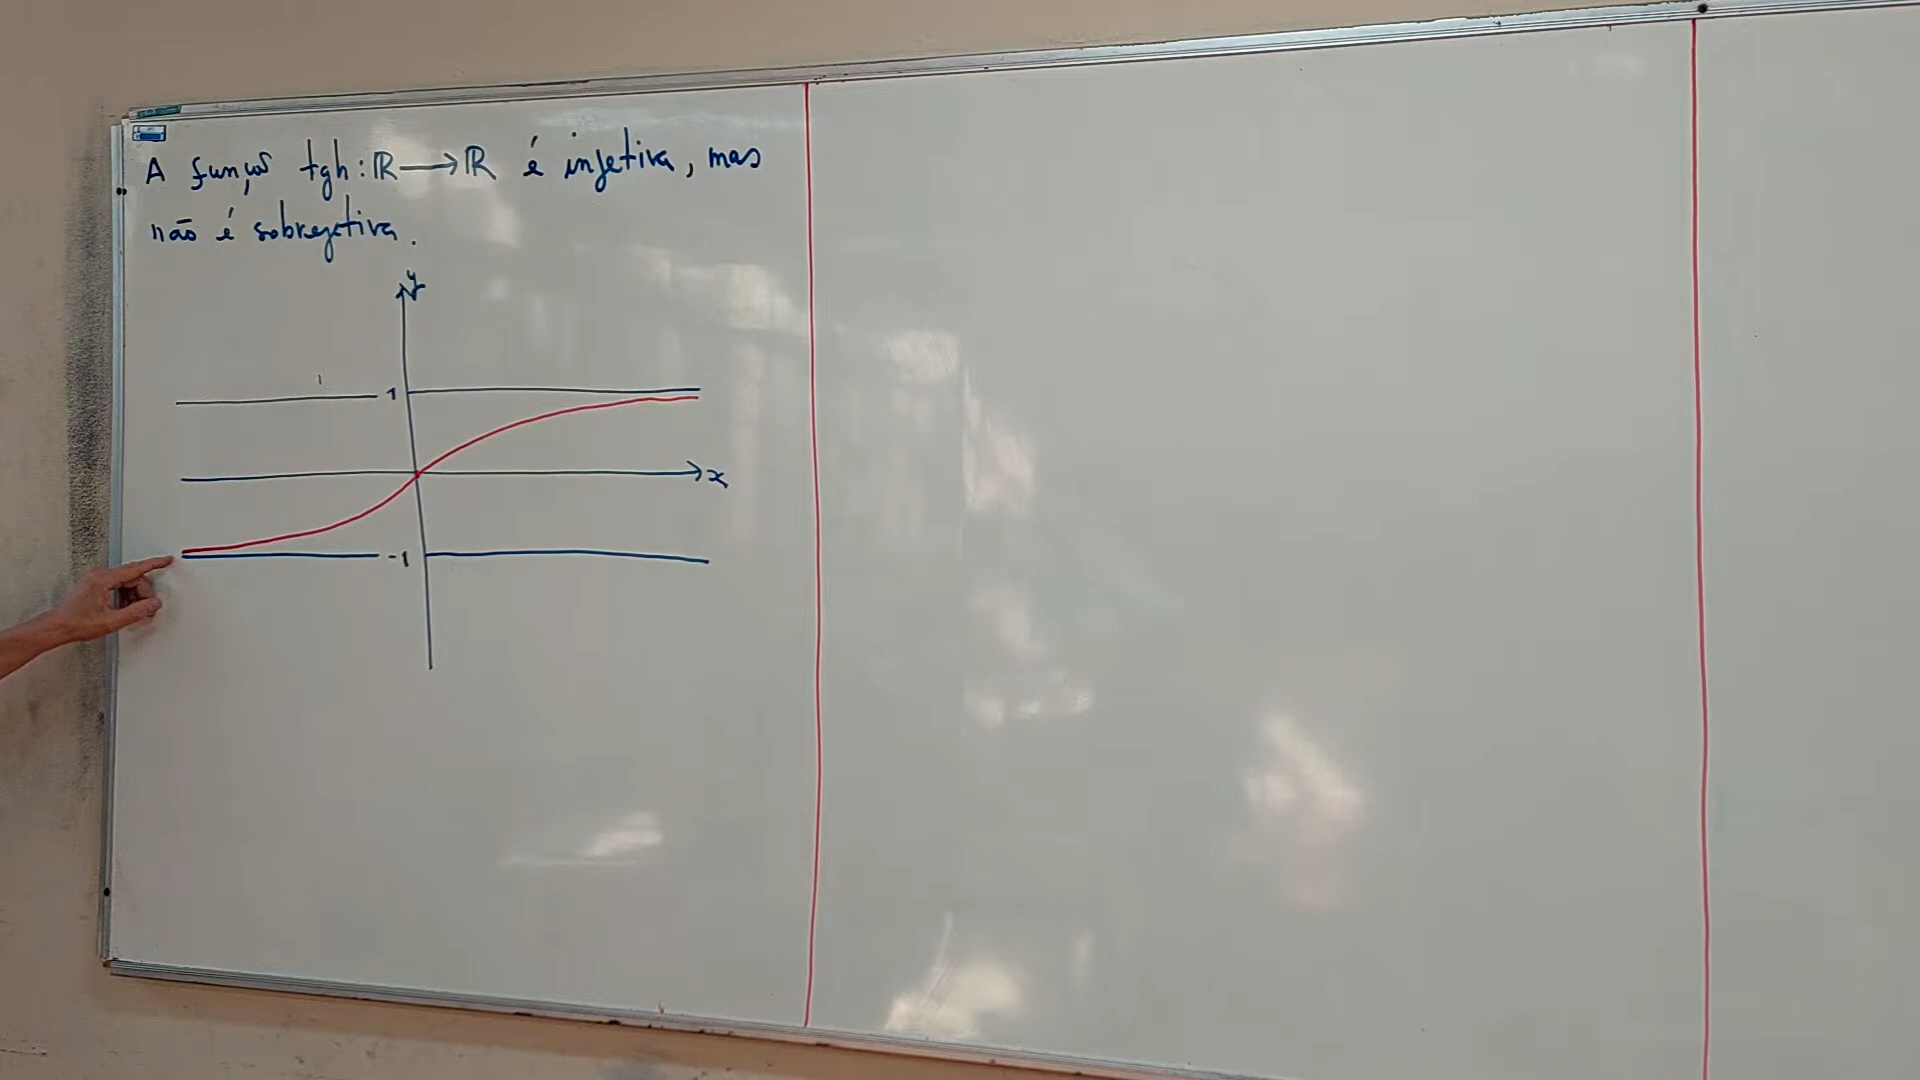 A função tgh: ℝ → ℝ é injetiva, mas
não é sobrejetiva.
y
1
x
-1